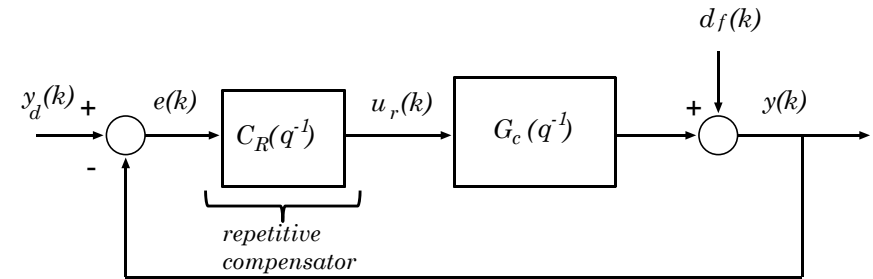 d_f(k)
y_d(k) +
e(k)
C_R(q^-1)
u_r(k)
G_c(q^-1)
+
y(k)
-
repetitive
compensator